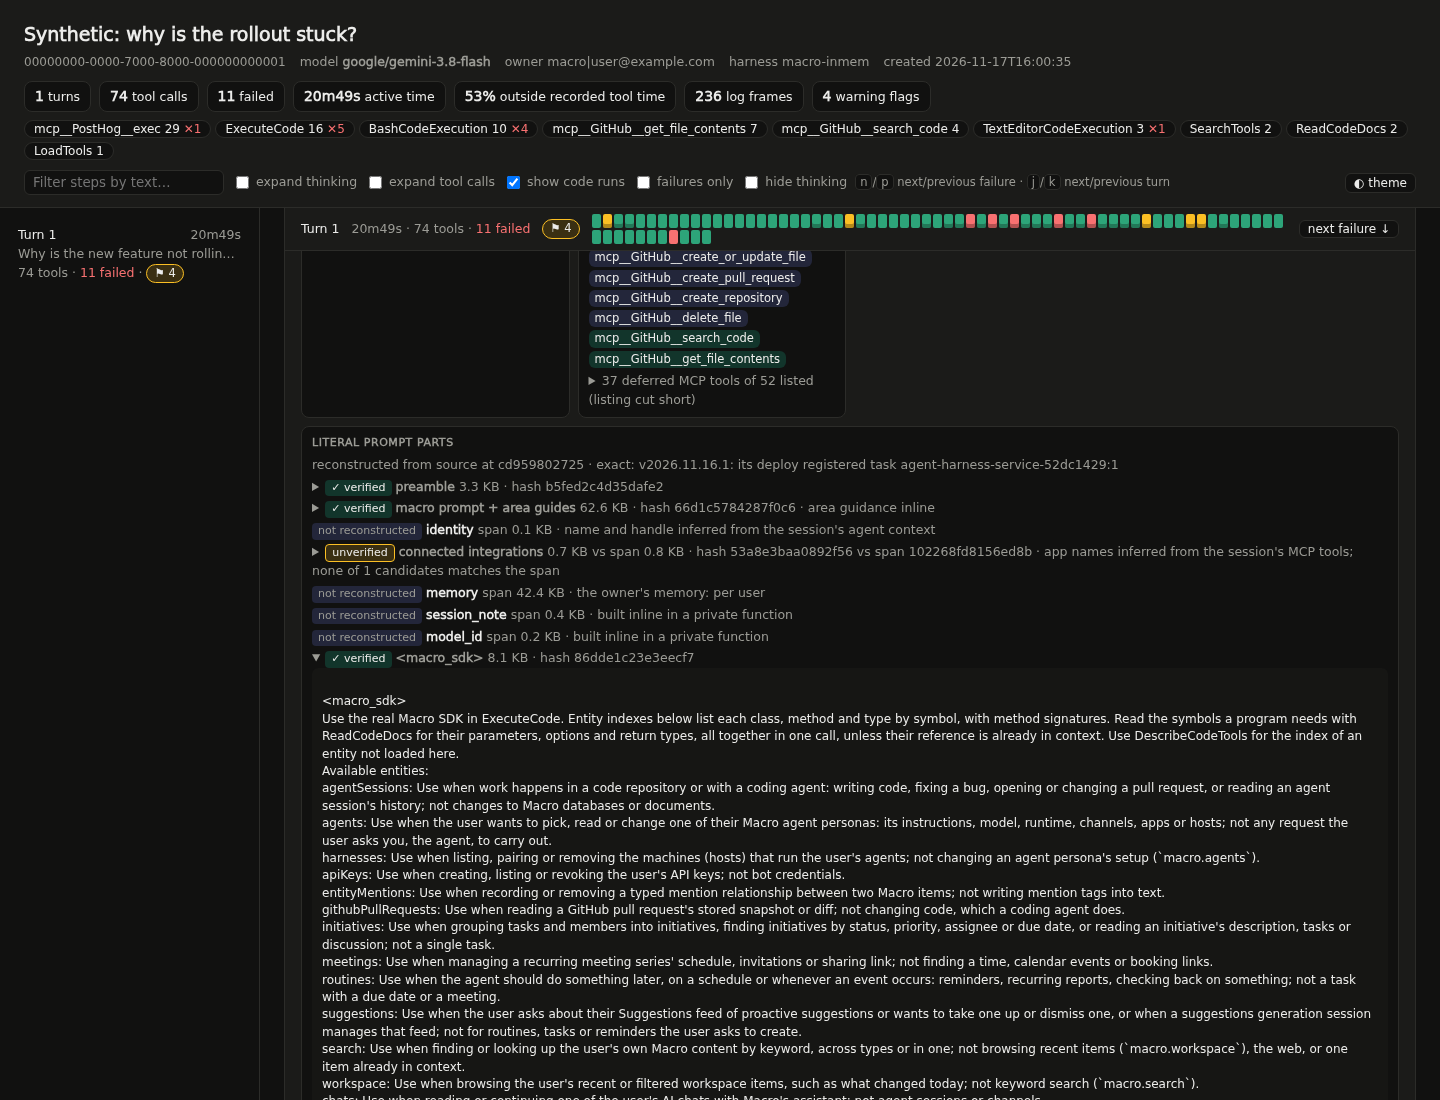 Synthetic: why is the rollout stuck?
00000000-0000-7000-8000-000000000001 model google/gemini-3.8-flash owner macro|user@example.com harness macro-inmem created 2026-11-17T16:00:35
1 turns 74 tool calls 11 failed 20m49s active time 53% outside recorded tool time 236 log frames 4 warning flags
mcp__PostHog__exec 29 ×1 ExecuteCode 16 ×5 BashCodeExecution 10 ×4 mcp__GitHub__get_file_contents 7 mcp__GitHub__search_code 4 TextEditorCodeExecution 3 ×1 SearchTools 2 ReadCodeDocs 2
LoadTools 1
Filter steps by text… expand thinking expand tool calls show code runs failures only hide thinking n / p next/previous failure · j / k next/previous turn ◐ theme
Turn 1 20m49s
Why is the new feature not rollin…
74 tools · 11 failed · ⚑ 4
Turn 1 20m49s · 74 tools · 11 failed ⚑ 4 next failure ↓
mcp__GitHub__create_or_update_file
mcp__GitHub__create_pull_request
mcp__GitHub__create_repository
mcp__GitHub__delete_file
mcp__GitHub__search_code
mcp__GitHub__get_file_contents
▶ 37 deferred MCP tools of 52 listed
(listing cut short)
LITERAL PROMPT PARTS
reconstructed from source at cd959802725 · exact: v2026.11.16.1: its deploy registered task agent-harness-service-52dc1429:1
▶ ✓ verified preamble 3.3 KB · hash b5fed2c4d35dafe2
▶ ✓ verified macro prompt + area guides 62.6 KB · hash 66d1c5784287f0c6 · area guidance inline
not reconstructed identity span 0.1 KB · name and handle inferred from the session's agent context
▶ unverified connected integrations 0.7 KB vs span 0.8 KB · hash 53a8e3baa0892f56 vs span 102268fd8156ed8b · app names inferred from the session's MCP tools;
none of 1 candidates matches the span
not reconstructed memory span 42.4 KB · the owner's memory: per user
not reconstructed session_note span 0.4 KB · built inline in a private function
not reconstructed model_id span 0.2 KB · built inline in a private function
▼ ✓ verified <macro_sdk> 8.1 KB · hash 86dde1c23e3eecf7
<macro_sdk>
Use the real Macro SDK in ExecuteCode. Entity indexes below list each class, method and type by symbol, with method signatures. Read the symbols a program needs with
ReadCodeDocs for their parameters, options and return types, all together in one call, unless their reference is already in context. Use DescribeCodeTools for the index of an
entity not loaded here.
Available entities:
agentSessions: Use when work happens in a code repository or with a coding agent: writing code, fixing a bug, opening or changing a pull request, or reading an agent
session's history; not changes to Macro databases or documents.
agents: Use when the user wants to pick, read or change one of their Macro agent personas: its instructions, model, runtime, channels, apps or hosts; not any request the
user asks you, the agent, to carry out.
harnesses: Use when listing, pairing or removing the machines (hosts) that run the user's agents; not changing an agent persona's setup (`macro.agents`).
apiKeys: Use when creating, listing or revoking the user's API keys; not bot credentials.
entityMentions: Use when recording or removing a typed mention relationship between two Macro items; not writing mention tags into text.
githubPullRequests: Use when reading a GitHub pull request's stored snapshot or diff; not changing code, which a coding agent does.
initiatives: Use when grouping tasks and members into initiatives, finding initiatives by status, priority, assignee or due date, or reading an initiative's description, tasks or
discussion; not a single task.
meetings: Use when managing a recurring meeting series' schedule, invitations or sharing link; not finding a time, calendar events or booking links.
routines: Use when the agent should do something later, on a schedule or whenever an event occurs: reminders, recurring reports, checking back on something; not a task
with a due date or a meeting.
suggestions: Use when the user asks about their Suggestions feed of proactive suggestions or wants to take one up or dismiss one, or when a suggestions generation session
manages that feed; not for routines, tasks or reminders the user asks to create.
search: Use when finding or looking up the user's own Macro content by keyword, across types or in one; not browsing recent items (`macro.workspace`), the web, or one
item already in context.
workspace: Use when browsing the user's recent or filtered workspace items, such as what changed today; not keyword search (`macro.search`).
chats: Use when reading or continuing one of the user's AI chats with Macro's assistant; not agent sessions or channels.